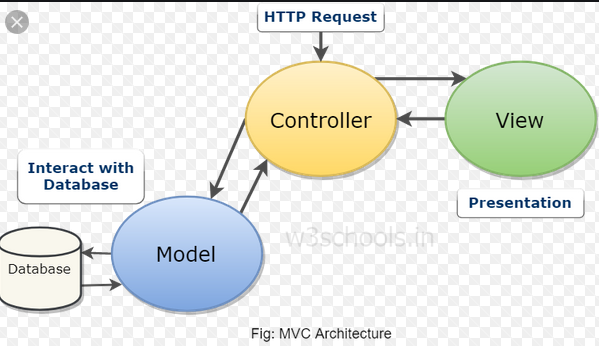 HTTP Request
Controller
View
Interact with
Database
Presentation
Model
Database
w3schools.in
Fig: MVC Architecture